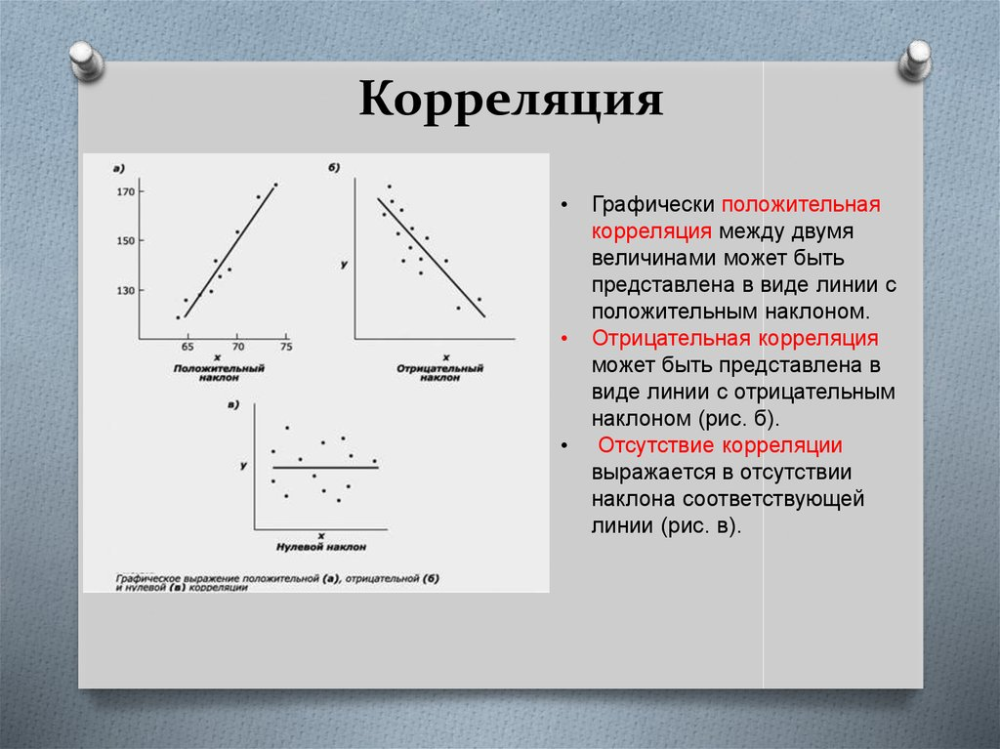 Корреляция
а)
170
150
130
65 70 75
х
Положительный
наклон
б)
у
х
Отрицательный
наклон
в)
у
х
Нулевой наклон
Графическое выражение положительной (а), отрицательной (б)
и нулевой (в) корреляции
• Графически положительная
корреляция между двумя
величинами может быть
представлена в виде линии с
положительным наклоном.
• Отрицательная корреляция
может быть представлена в
виде линии с отрицательным
наклоном (рис. б).
• Отсутствие корреляции
выражается в отсутствии
наклона соответствующей
линии (рис. в).